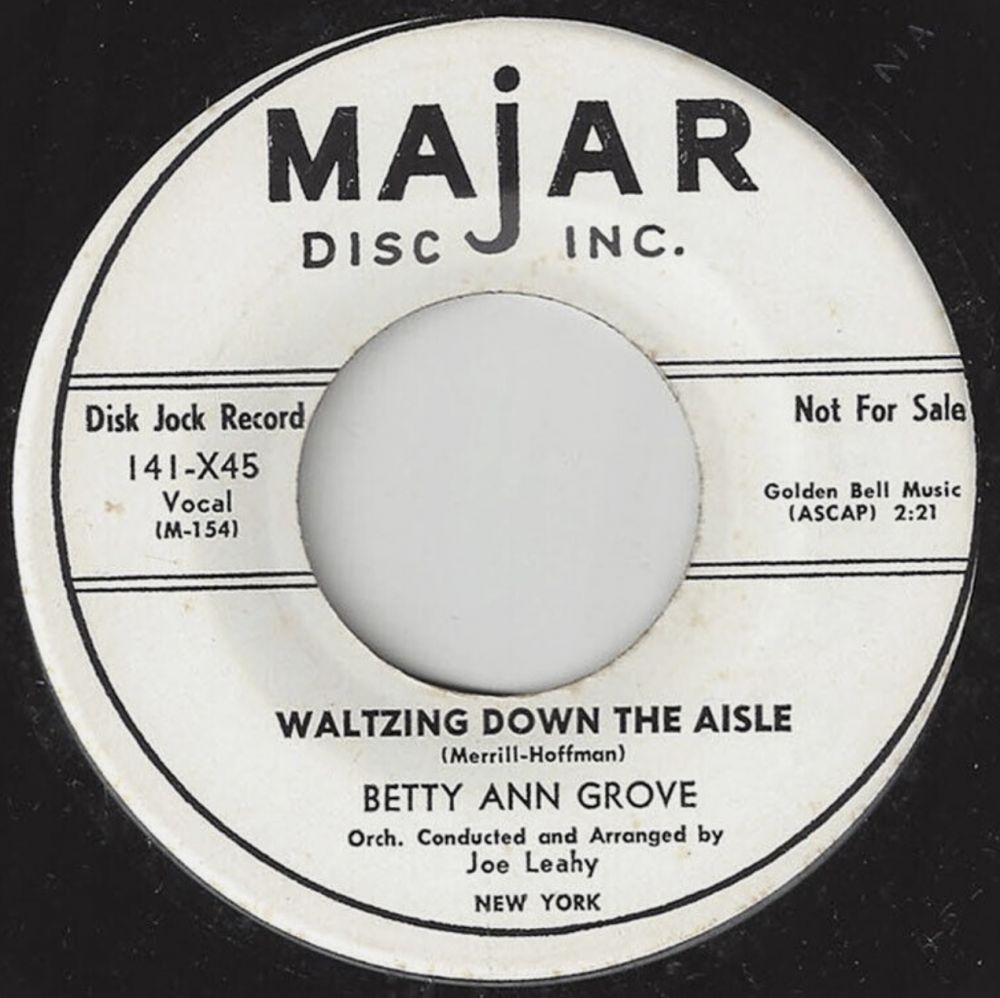 MAjAR
DISC INC.
Disk Jock Record
141-X45
Vocal
(M-154)
Not For Sale
Golden Bell Music
(ASCAP) 2:21
WALTZING DOWN THE AISLE
(Merrill-Hoffman)
BETTY ANN GROVE
Orch. Conducted and Arranged by
Joe Leahy
NEW YORK